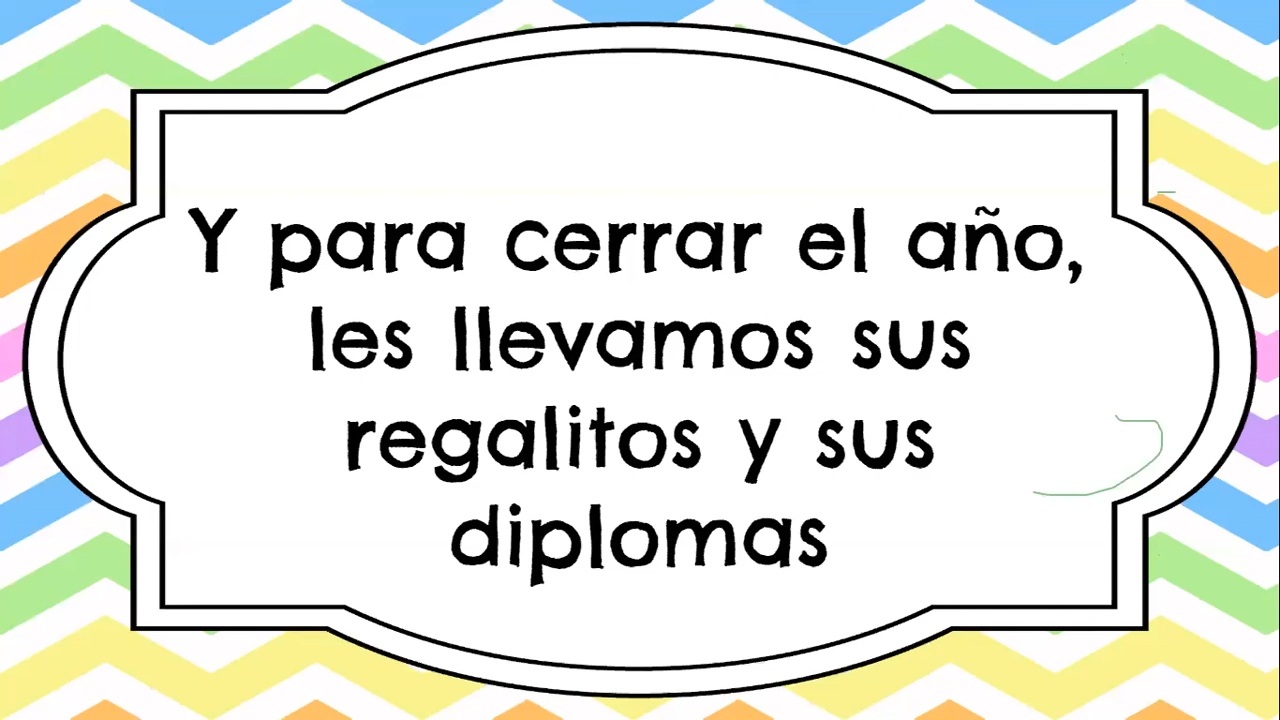 Y para cerrar el año,
les llevamos sus
regalitos y sus
diplomas